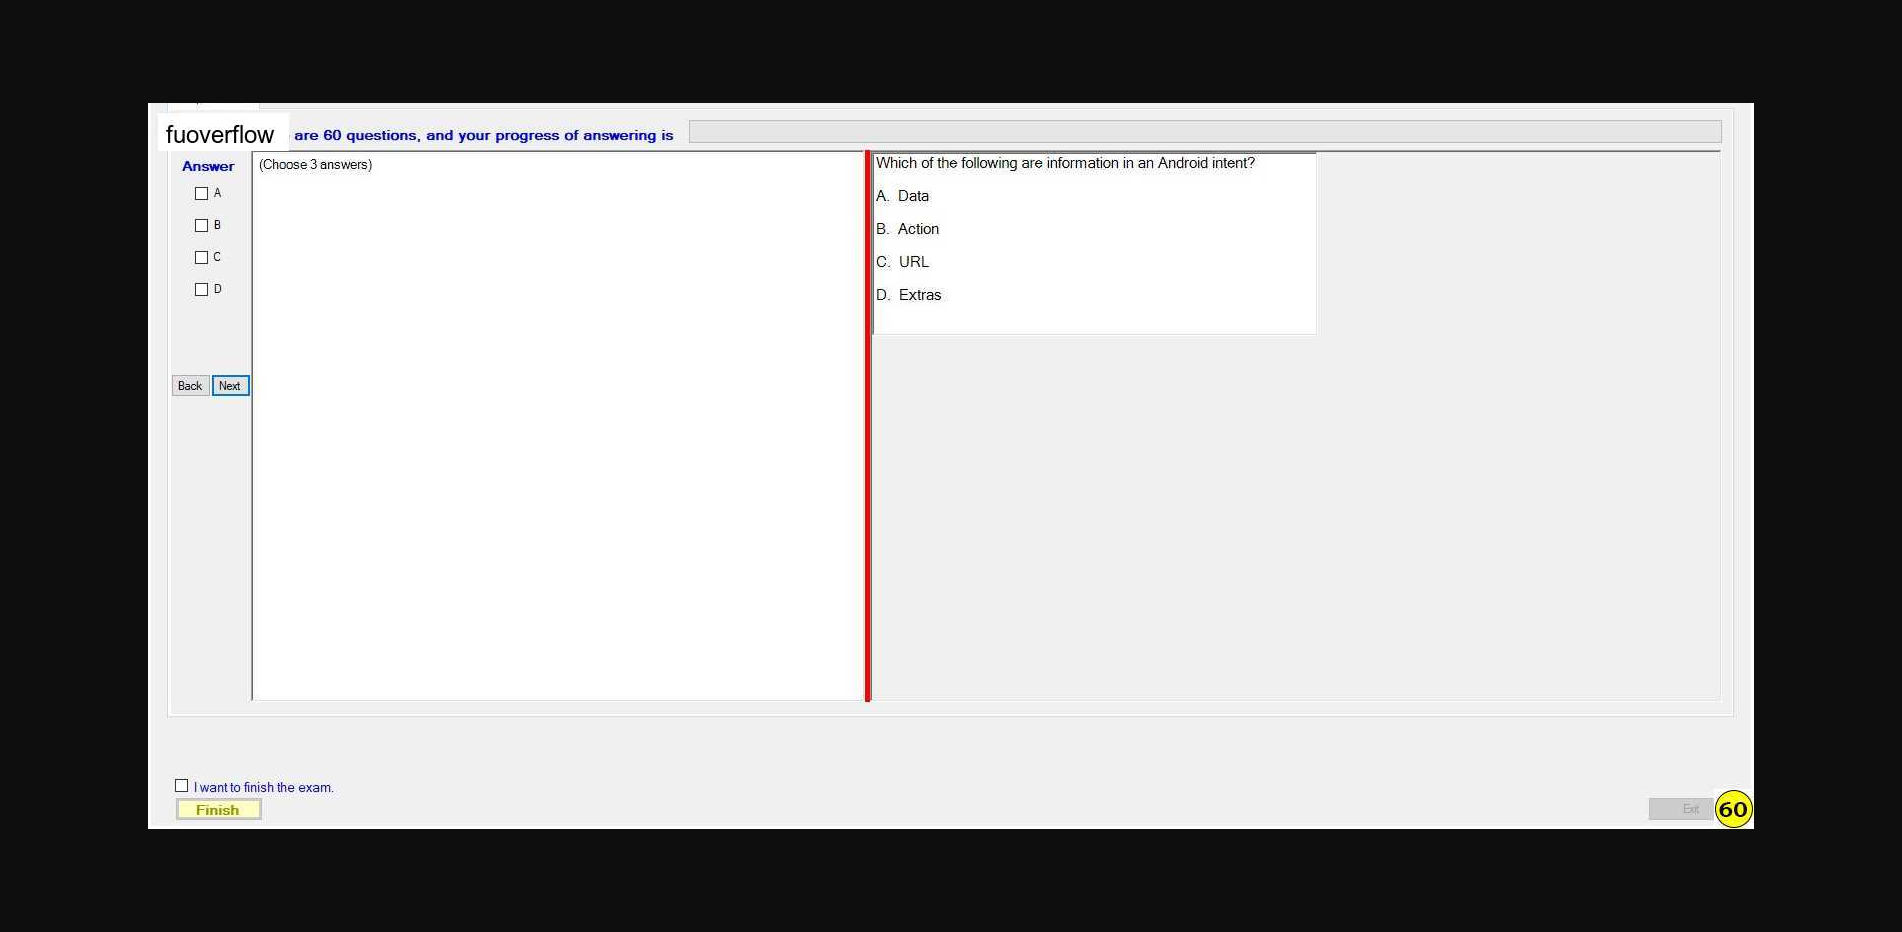 fuoverflow are 60 questions, and your progress of answering is
Answer
A
B
C
D
Back Next
(Choose 3 answers)
Which of the following are information in an Android intent?
A. Data
B. Action
C. URL
D. Extras
I want to finish the exam.
Finish
Exit
60